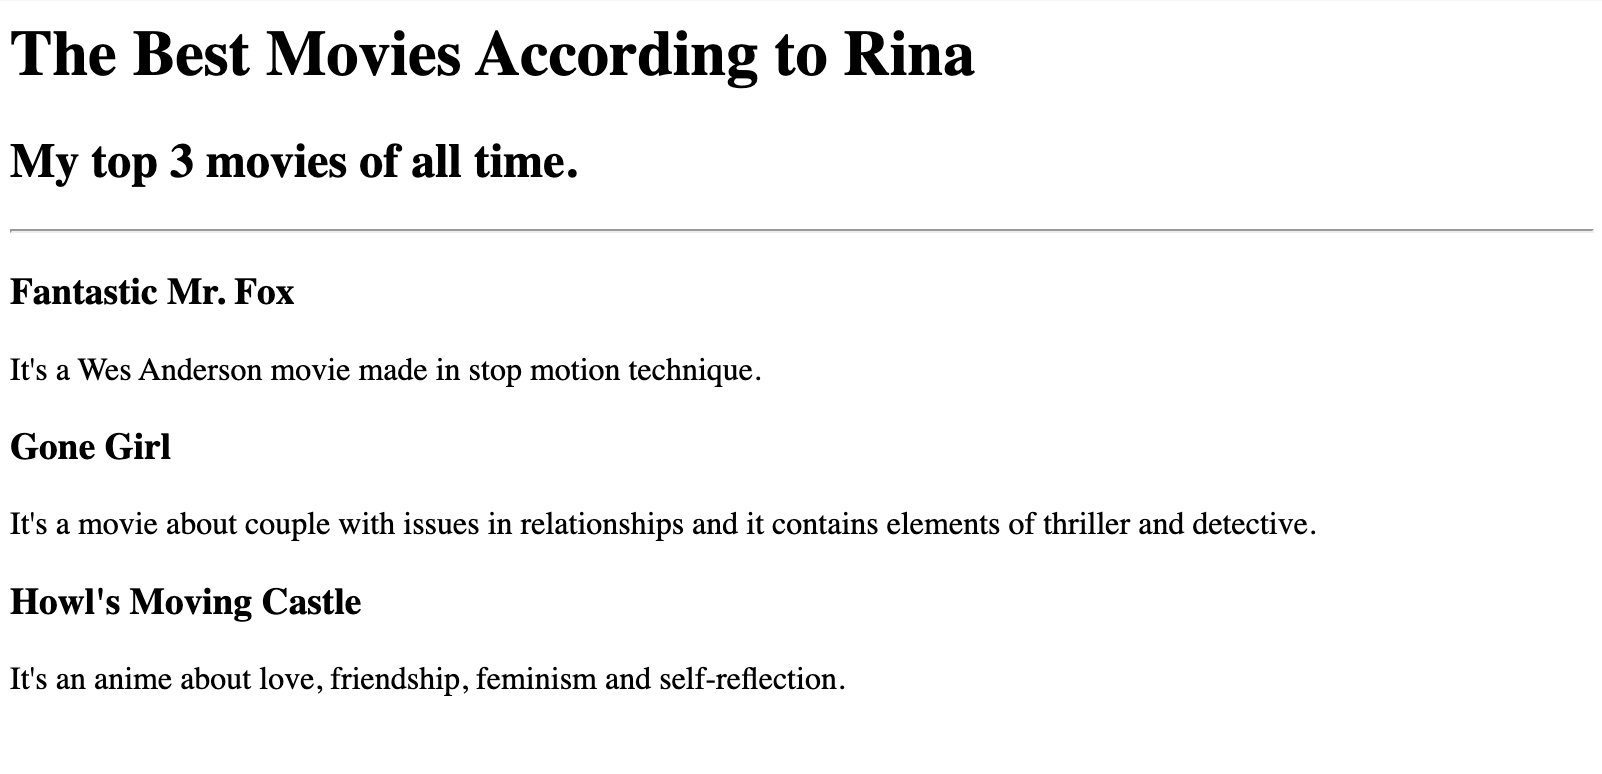 The Best Movies According to Rina
My top 3 movies of all time.
Fantastic Mr. Fox
It's a Wes Anderson movie made in stop motion technique.
Gone Girl
It's a movie about couple with issues in relationships and it contains elements of thriller and detective.
Howl's Moving Castle
It's an anime about love, friendship, feminism and self-reflection.